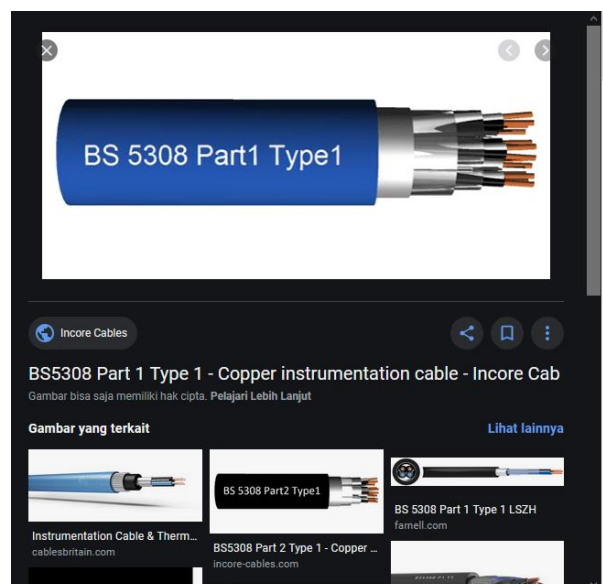 BS 5308 Part1 Type1
Incore Cables
BS5308 Part 1 Type 1 - Copper instrumentation cable - Incore Cab
Gambar bisa saja memiliki hak cipta. Pelajari Lebih Lanjut
Gambar yang terkait
Lihat lainnya
BS 5308 Part2 Type1
Instrumentation Cable & Therm...
cablesbritain.com
BS5308 Part 2 Type 1 - Copper ...
incore-cables.com
BS 5308 Part 1 Type 1 LSZH
farnell.com